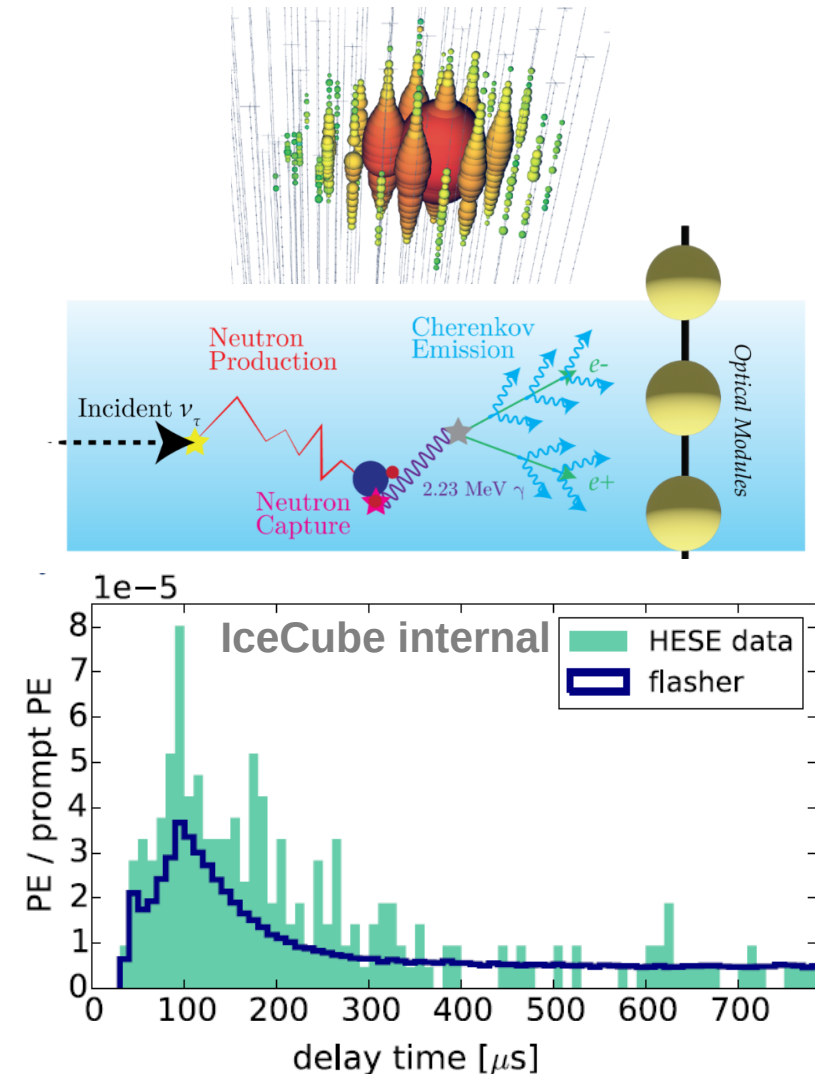 Neutron
Production
Cherenkov
Emission
Incident ν_τ
e-
e+
Optical Modules
2.23 MeV γ
Neutron
Capture
1e−5
IceCube internal
HESE data
flasher
8
7
6
5
4
3
2
1
0
PE / prompt PE
0 100 200 300 400 500 600 700
delay time [μs]